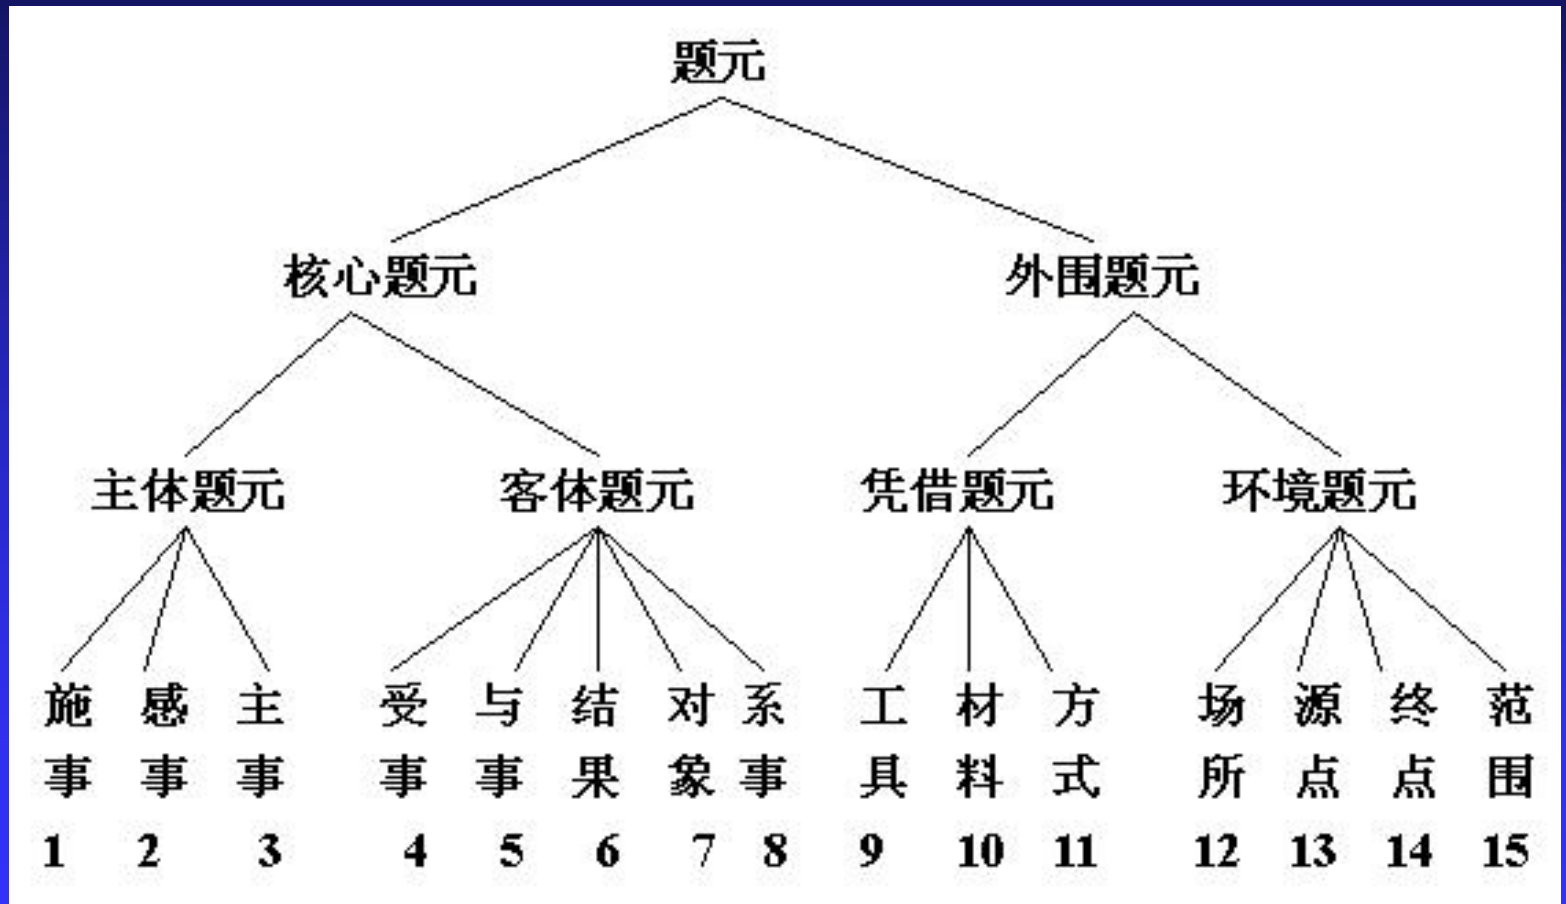 题元
核心题元 外围题元
主体题元 客体题元 凭借题元 环境题元
施事 感事 主事 受事 与事 结果 对象 系事 工具 材料 方式 场所 源点 终点 范围
1 2 3 4 5 6 7 8 9 10 11 12 13 14 15